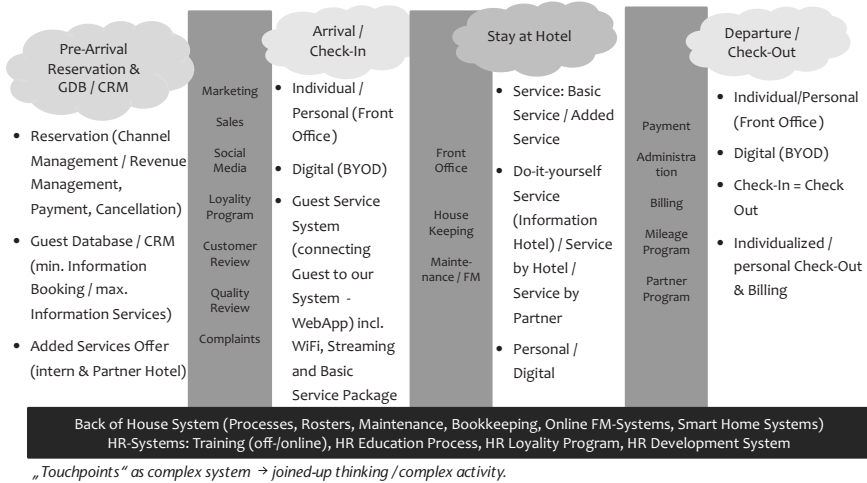 Pre-Arrival
Reservation &
GDB / CRM
• Reservation (Channel
Management / Revenue
Management,
Payment, Cancellation)
• Guest Database / CRM
(min. Information
Booking / max.
Information Services)
• Added Services Offer
(intern & Partner Hotel)
Marketing
Sales
Social
Media
Loyality
Program
Customer
Review
Quality
Review
Complaints
Arrival /
Check-In
• Individual /
Personal (Front
Office)
• Digital (BYOD)
• Guest Service
System
(connecting
Guest to our
System -
WebApp) incl.
WiFi, Streaming
and Basic
Service Package
Front
Office
House
Keeping
Mainte-
nance / FM
Stay at Hotel
• Service: Basic
Service / Added
Service
• Do-it-yourself
Service
(Information
Hotel) / Service
by Hotel /
Service by
Partner
• Personal /
Digital
Payment
Administra
tion
Billing
Mileage
Program
Partner
Program
Departure /
Check-Out
• Individual/Personal
(Front Office)
• Digital (BYOD)
• Check-In = Check
Out
• Individualized /
personal Check-Out
& Billing
Back of House System (Processes, Rosters, Maintenance, Bookkeeping, Online FM-Systems, Smart Home Systems)
HR-Systems: Training (off-/online), HR Education Process, HR Loyality Program, HR Development System
„Touchpoints“ as complex system → joined-up thinking /complex activity.